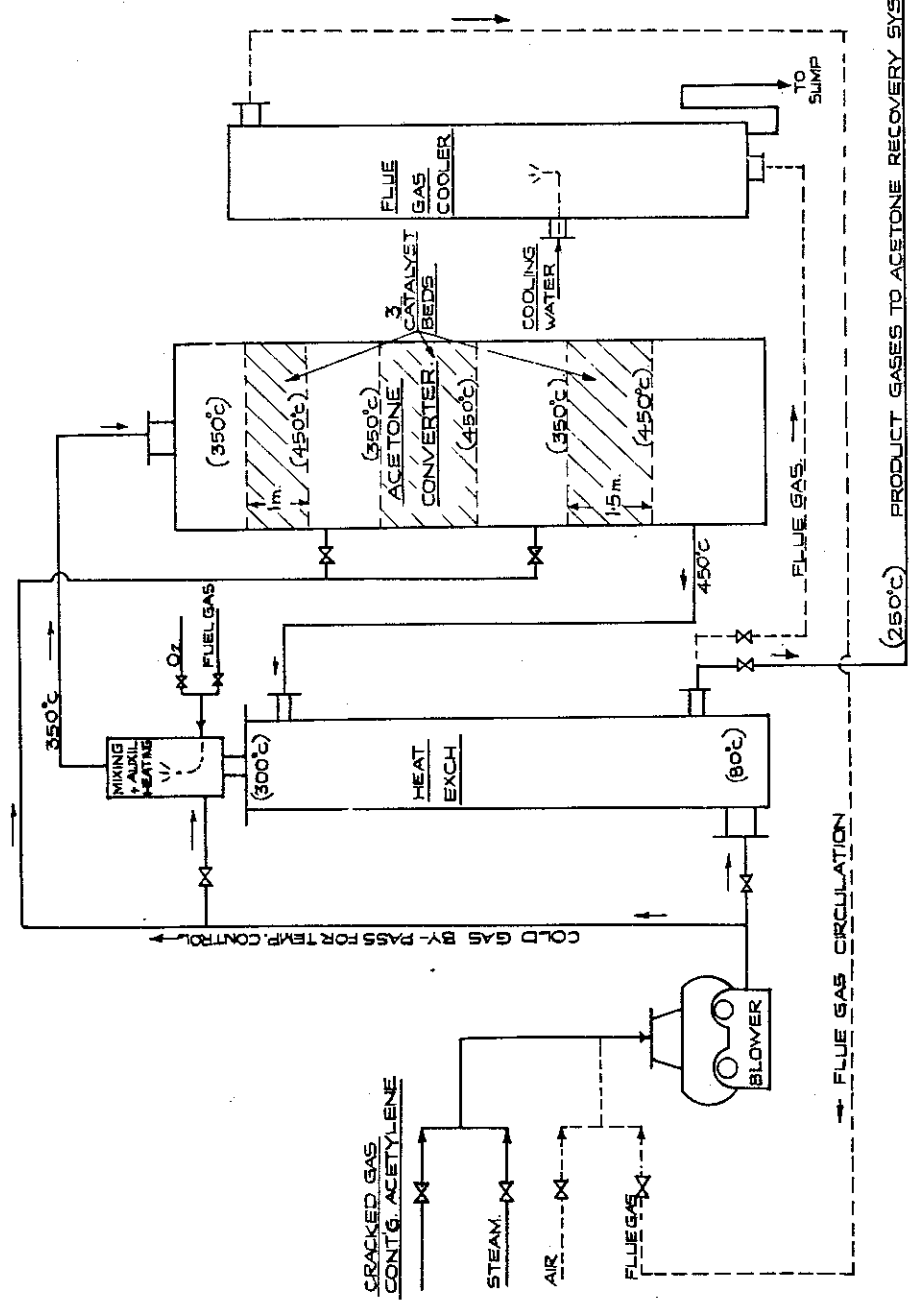 CRACKED GAS
CONT'G. ACETYLENE
STEAM.
AIR
FLUE GAS
BLOWER
COLD GAS BY-PASS FOR TEMP. CONTROL
MIXING
+ AUXIL
HEATING
O2
FUEL GAS
350°C
(300°C)
HEAT
EXCH
(80°C)
450°C
(350°C)
1m.
(450°C)
(350°C)
ACETONE
CONVERTER.
(450°C)
(350°C)
1.5m.
(450°C)
3
CATALYST
BEDS
FLUE
GAS
COOLER
COOLING
WATER
TO
SUMP
FLUE GAS
FLUE GAS CIRCULATION
(250°C) PRODUCT GASES TO ACETONE RECOVERY SYS